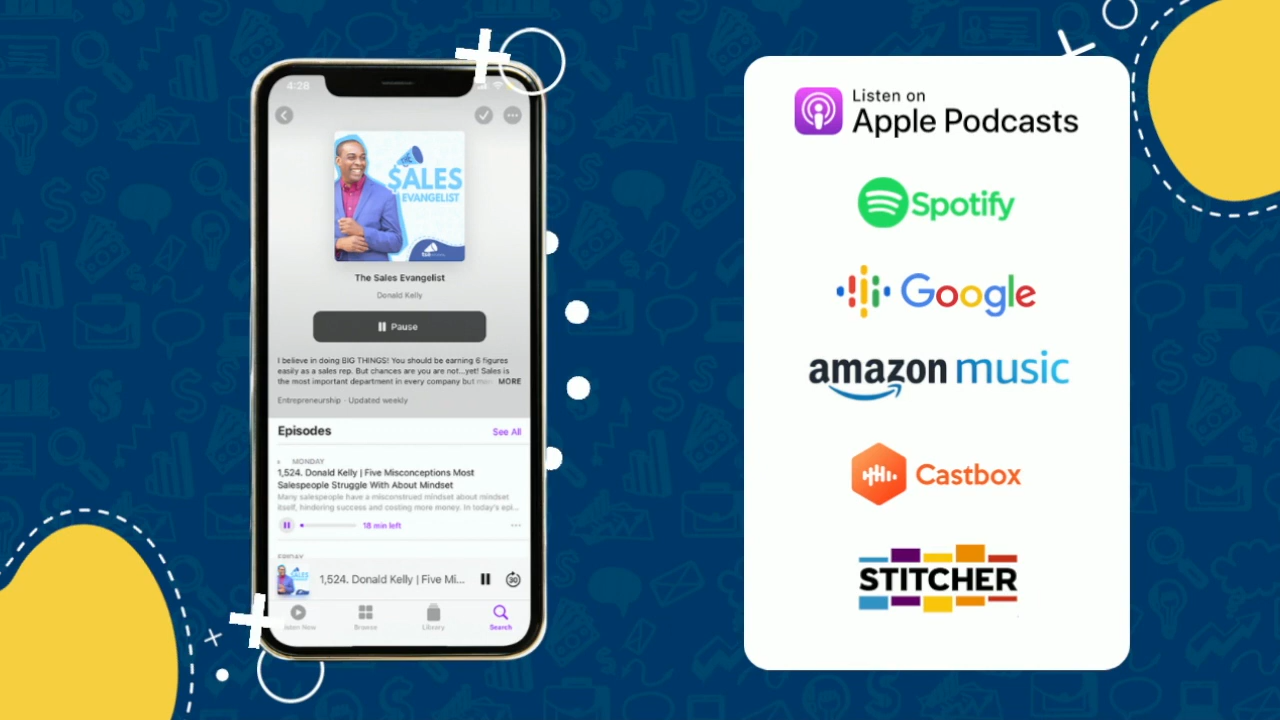 4:28
SALES
EVANGELIST
The Sales Evangelist
Donald Kelly
Pause
I believe in doing BIG THINGS! You should be earning 6 figures
easily as a sales rep. But chances are you are not...yet! Sales is
the most important department in every company but MORE
Entrepreneurship · Updated weekly
Episodes See All
MONDAY
1,524. Donald Kelly | Five Misconceptions Most
Salespeople Struggle With About Mindset
Many salespeople have a misconstrued mindset about mindset
itself, hindering success and costing more money. In today's epi...
18 min left
FRIDAY
SALES
1,524. Donald Kelly | Five Mi...
30
Listen Now Browse Library Search
Listen on
Apple Podcasts
Spotify
Google
amazon music
Castbox
STITCHER